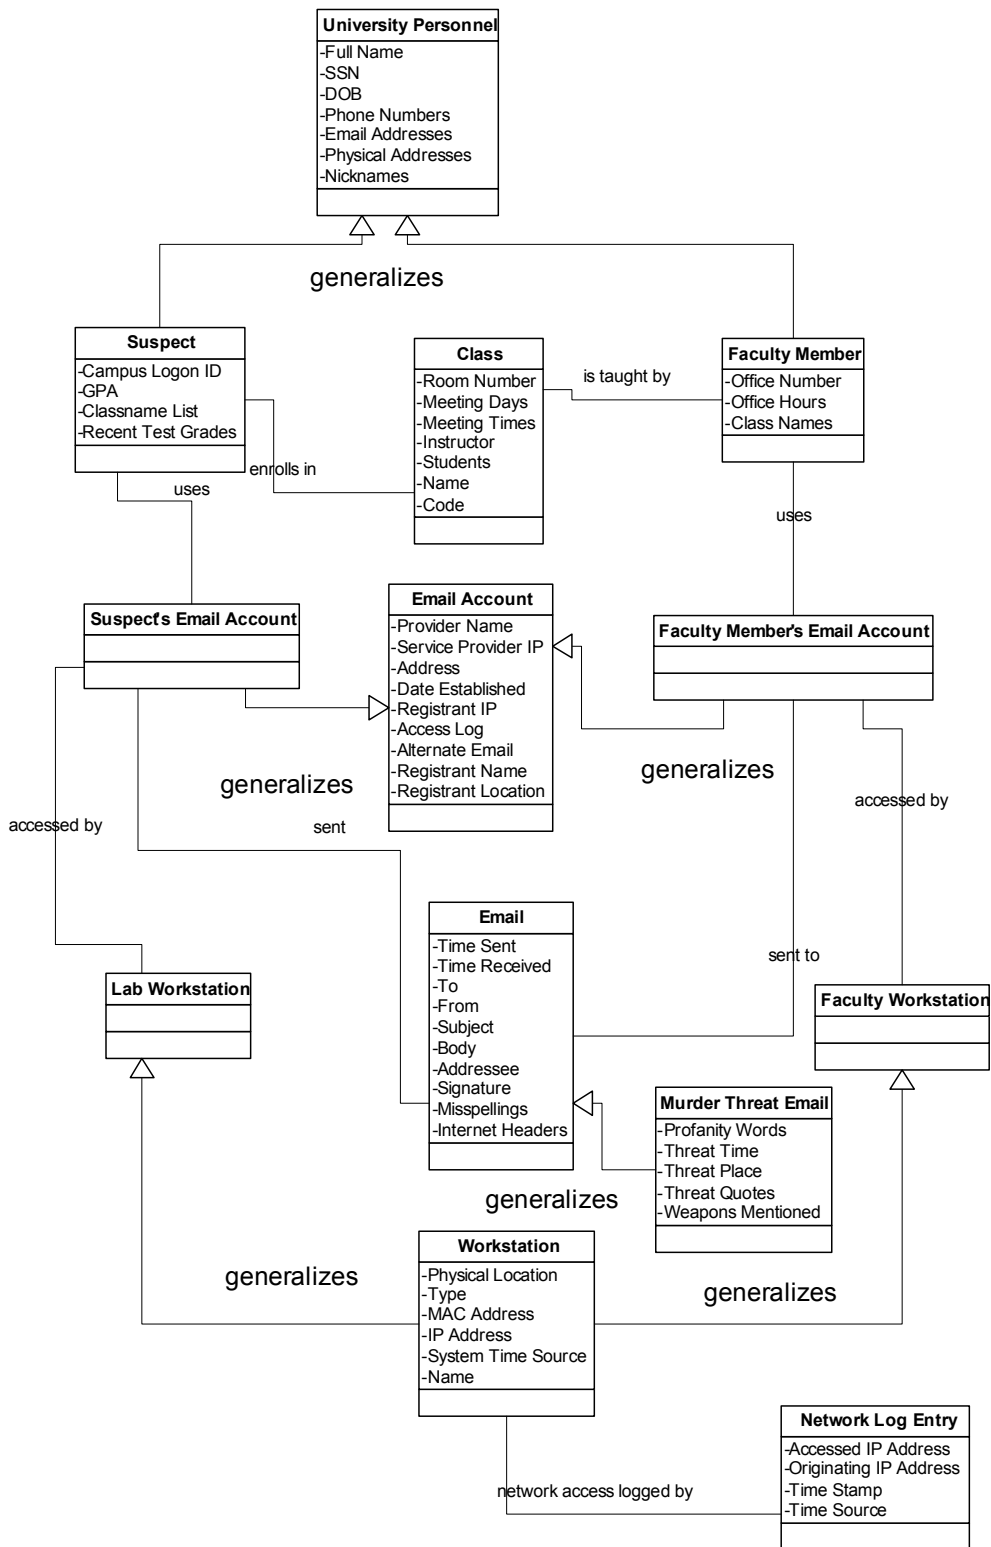 University Personnel
-Full Name
-SSN
-DOB
-Phone Numbers
-Email Addresses
-Physical Addresses
-Nicknames
generalizes
Suspect
-Campus Logon ID
-GPA
-Classname List
-Recent Test Grades
Class
-Room Number
-Meeting Days
-Meeting Times
-Instructor
-Students
-Name
-Code
is taught by
Faculty Member
-Office Number
-Office Hours
-Class Names
enrolls in
uses
uses
Suspect's Email Account
Email Account
-Provider Name
-Service Provider IP
-Address
-Date Established
-Registrant IP
-Access Log
-Alternate Email
-Registrant Name
-Registrant Location
Faculty Member's Email Account
generalizes
generalizes
accessed by
sent
accessed by
Email
-Time Sent
-Time Received
-To
-From
-Subject
-Body
-Addressee
-Signature
-Misspellings
-Internet Headers
sent to
Lab Workstation
Faculty Workstation
Murder Threat Email
-Profanity Words
-Threat Time
-Threat Place
-Threat Quotes
-Weapons Mentioned
generalizes
Workstation
-Physical Location
-Type
-MAC Address
-IP Address
-System Time Source
-Name
generalizes
generalizes
Network Log Entry
-Accessed IP Address
-Originating IP Address
-Time Stamp
-Time Source
network access logged by